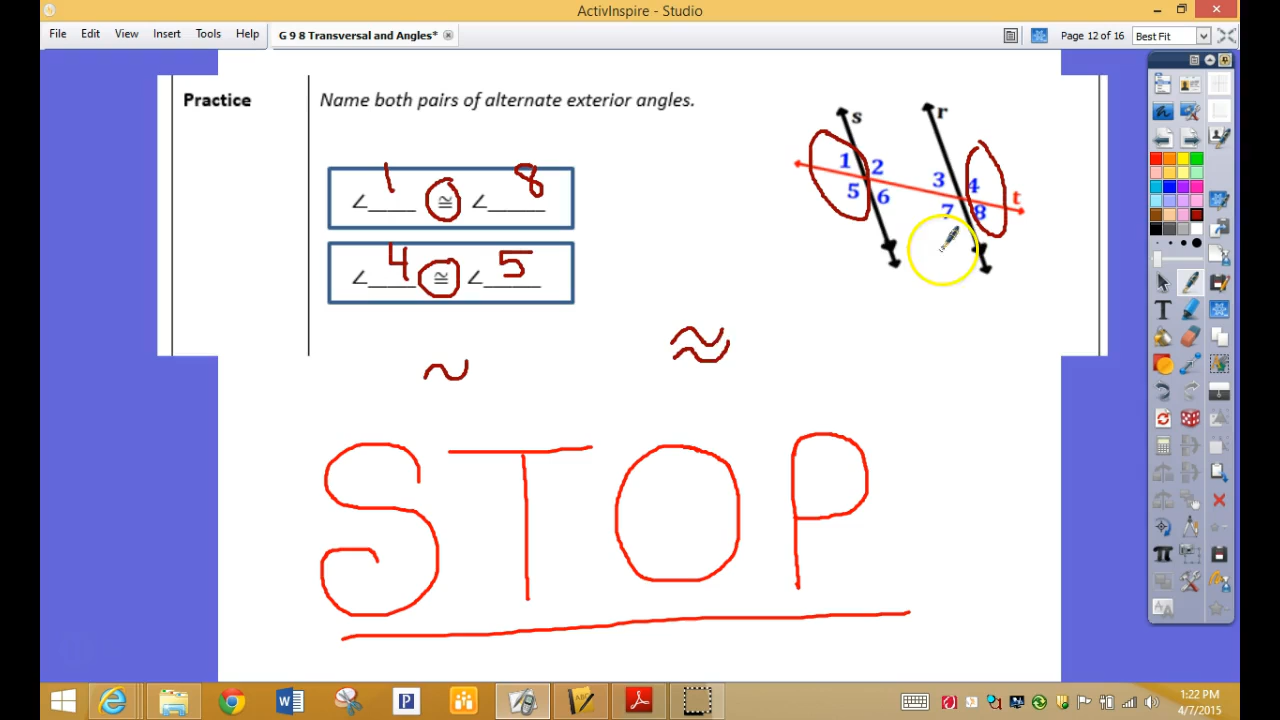 ActivInspire - Studio
File Edit View Insert Tools Help
G 9 8 Transversal and Angles*
Page 12 of 16
Best Fit
Practice
Name both pairs of alternate exterior angles.
s
r
1 2
3 4
5 6
7 8
t
∠ 1 ≅ ∠ 8
∠ 4 ≅ ∠ 5
~
≈
STOP
1:22 PM
4/7/2015